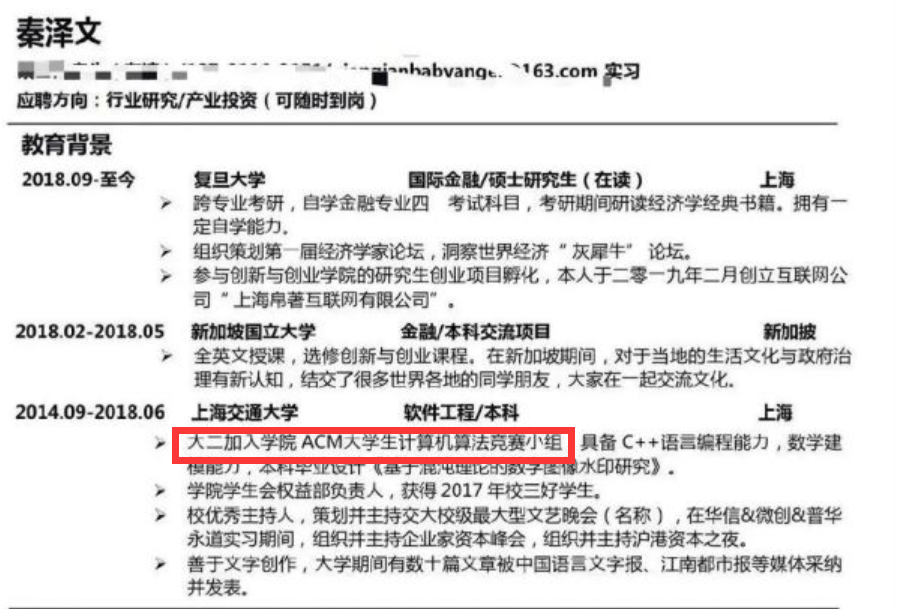 秦泽文
@163.com 实习
应聘方向：行业研究/产业投资（可随时到岗）
教育背景
2018.09-至今 复旦大学 国际金融/硕士研究生（在读） 上海
➢ 跨专业考研，自学金融专业四 考试科目，考研期间研读经济学经典书籍。拥有一
定自学能力。
➢ 组织策划第一届经济学家论坛，洞察世界经济“灰犀牛” 论坛。
➢ 参与创新与创业学院的研究生创业项目孵化，本人于二零一九年二月创立互联网公
司“上海帛著互联网有限公司”。
2018.02-2018.05 新加坡国立大学 金融/本科交流项目 新加披
➢ 全英文授课，选修创新与创业课程。在新加坡期间，对于当地的生活文化与政府治
理有新认知，结交了很多世界各地的同学朋友，大家在一起交流文化。
2014.09-2018.06 上海交通大学 软件工程/本科 上海
➢ 大二加入学院 ACM大学生计算机算法竞赛小组 具备 C++语言编程能力，数学建
模能力，本科毕业设计《基于混沌理论的数字图像水印研究》。
➢ 学院学生会权益部负责人，获得 2017 年校三好学生。
➢ 校优秀主持人，策划并主持交大校级最大型文艺晚会（名称），在华信&微创&普华
永道实习期间，组织并主持企业家资本峰会，组织并主持沪港资本之夜。
➢ 善于文字创作，大学期间有数十篇文章被中国语言文字报、江南都市报等媒体采纳
并发表。